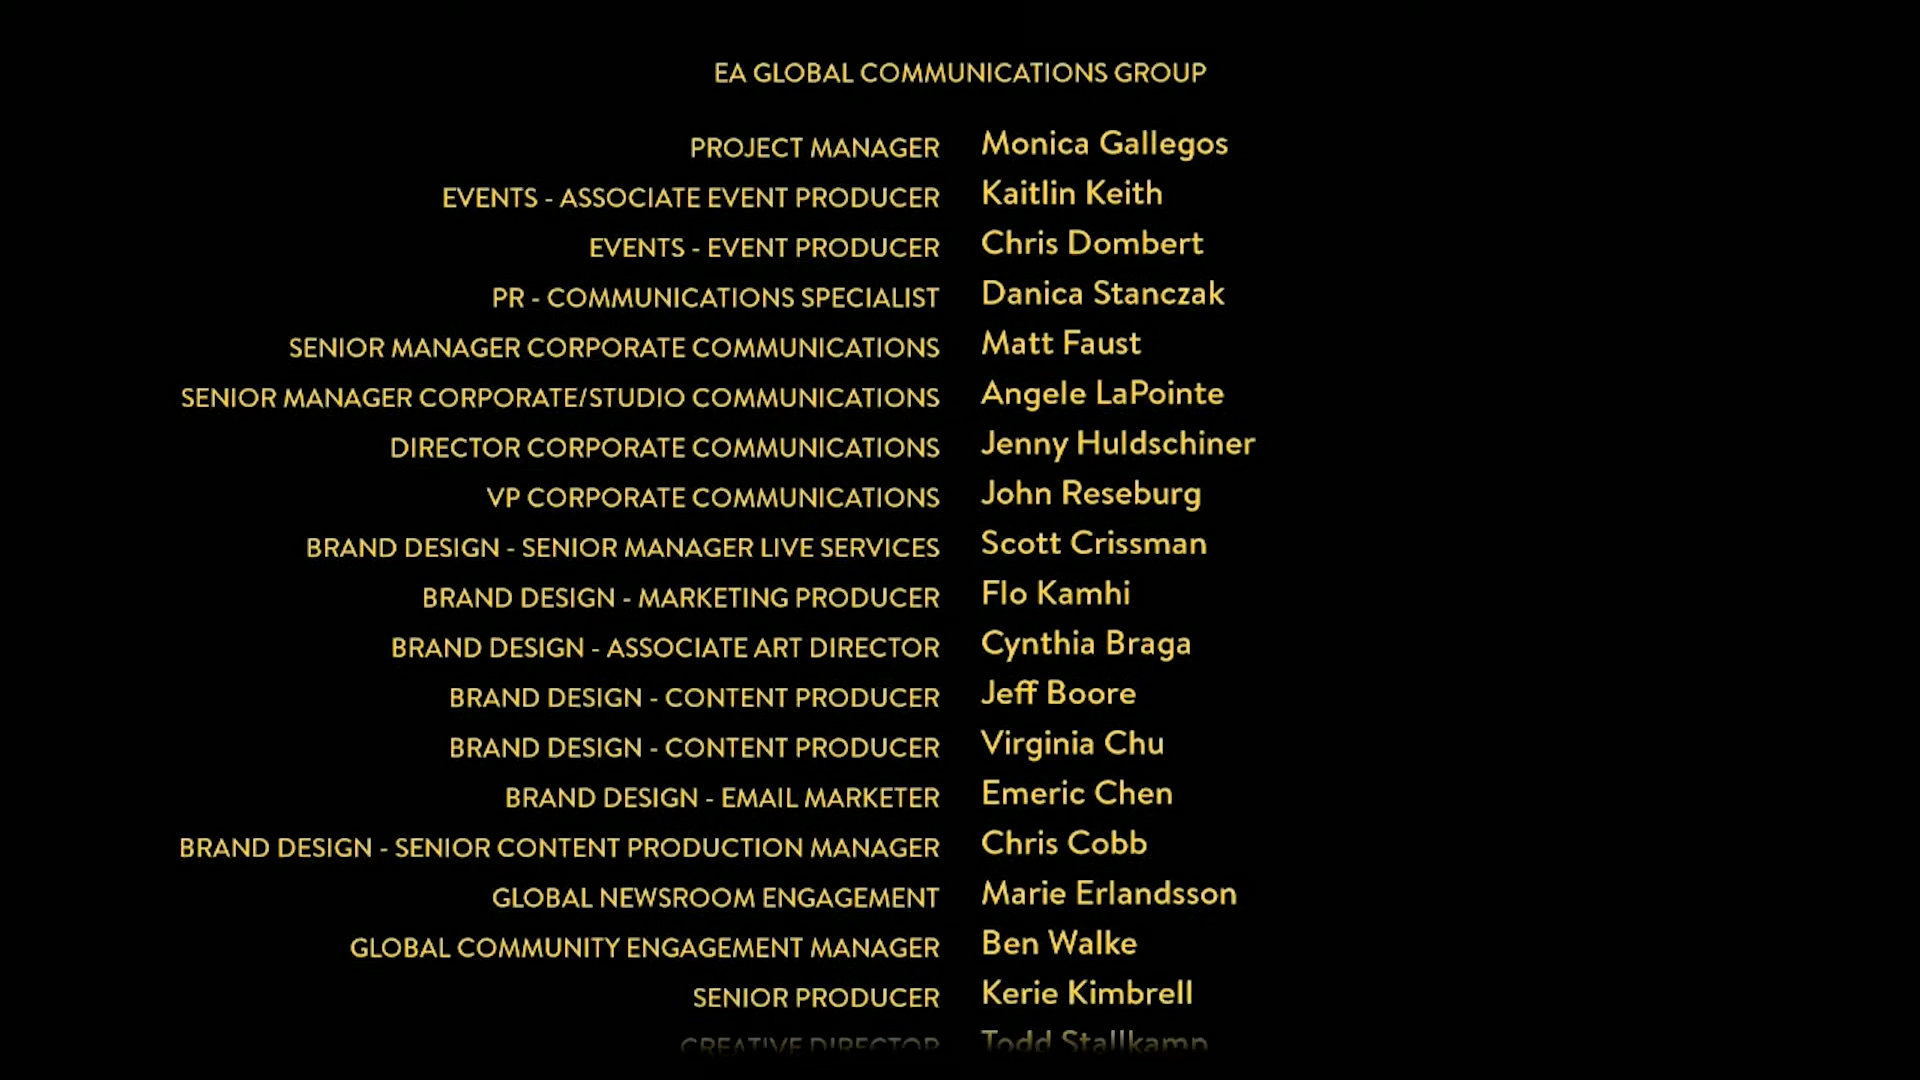 EA GLOBAL COMMUNICATIONS GROUP
PROJECT MANAGER Monica Gallegos
EVENTS - ASSOCIATE EVENT PRODUCER Kaitlin Keith
EVENTS - EVENT PRODUCER Chris Dombert
PR - COMMUNICATIONS SPECIALIST Danica Stanczak
SENIOR MANAGER CORPORATE COMMUNICATIONS Matt Faust
SENIOR MANAGER CORPORATE/STUDIO COMMUNICATIONS Angele LaPointe
DIRECTOR CORPORATE COMMUNICATIONS Jenny Huldschiner
VP CORPORATE COMMUNICATIONS John Reseburg
BRAND DESIGN - SENIOR MANAGER LIVE SERVICES Scott Crissman
BRAND DESIGN - MARKETING PRODUCER Flo Kamhi
BRAND DESIGN - ASSOCIATE ART DIRECTOR Cynthia Braga
BRAND DESIGN - CONTENT PRODUCER Jeff Boore
BRAND DESIGN - CONTENT PRODUCER Virginia Chu
BRAND DESIGN - EMAIL MARKETER Emeric Chen
BRAND DESIGN - SENIOR CONTENT PRODUCTION MANAGER Chris Cobb
GLOBAL NEWSROOM ENGAGEMENT Marie Erlandsson
GLOBAL COMMUNITY ENGAGEMENT MANAGER Ben Walke
SENIOR PRODUCER Kerie Kimbrell
CREATIVE DIRECTOR Todd Stallkamp